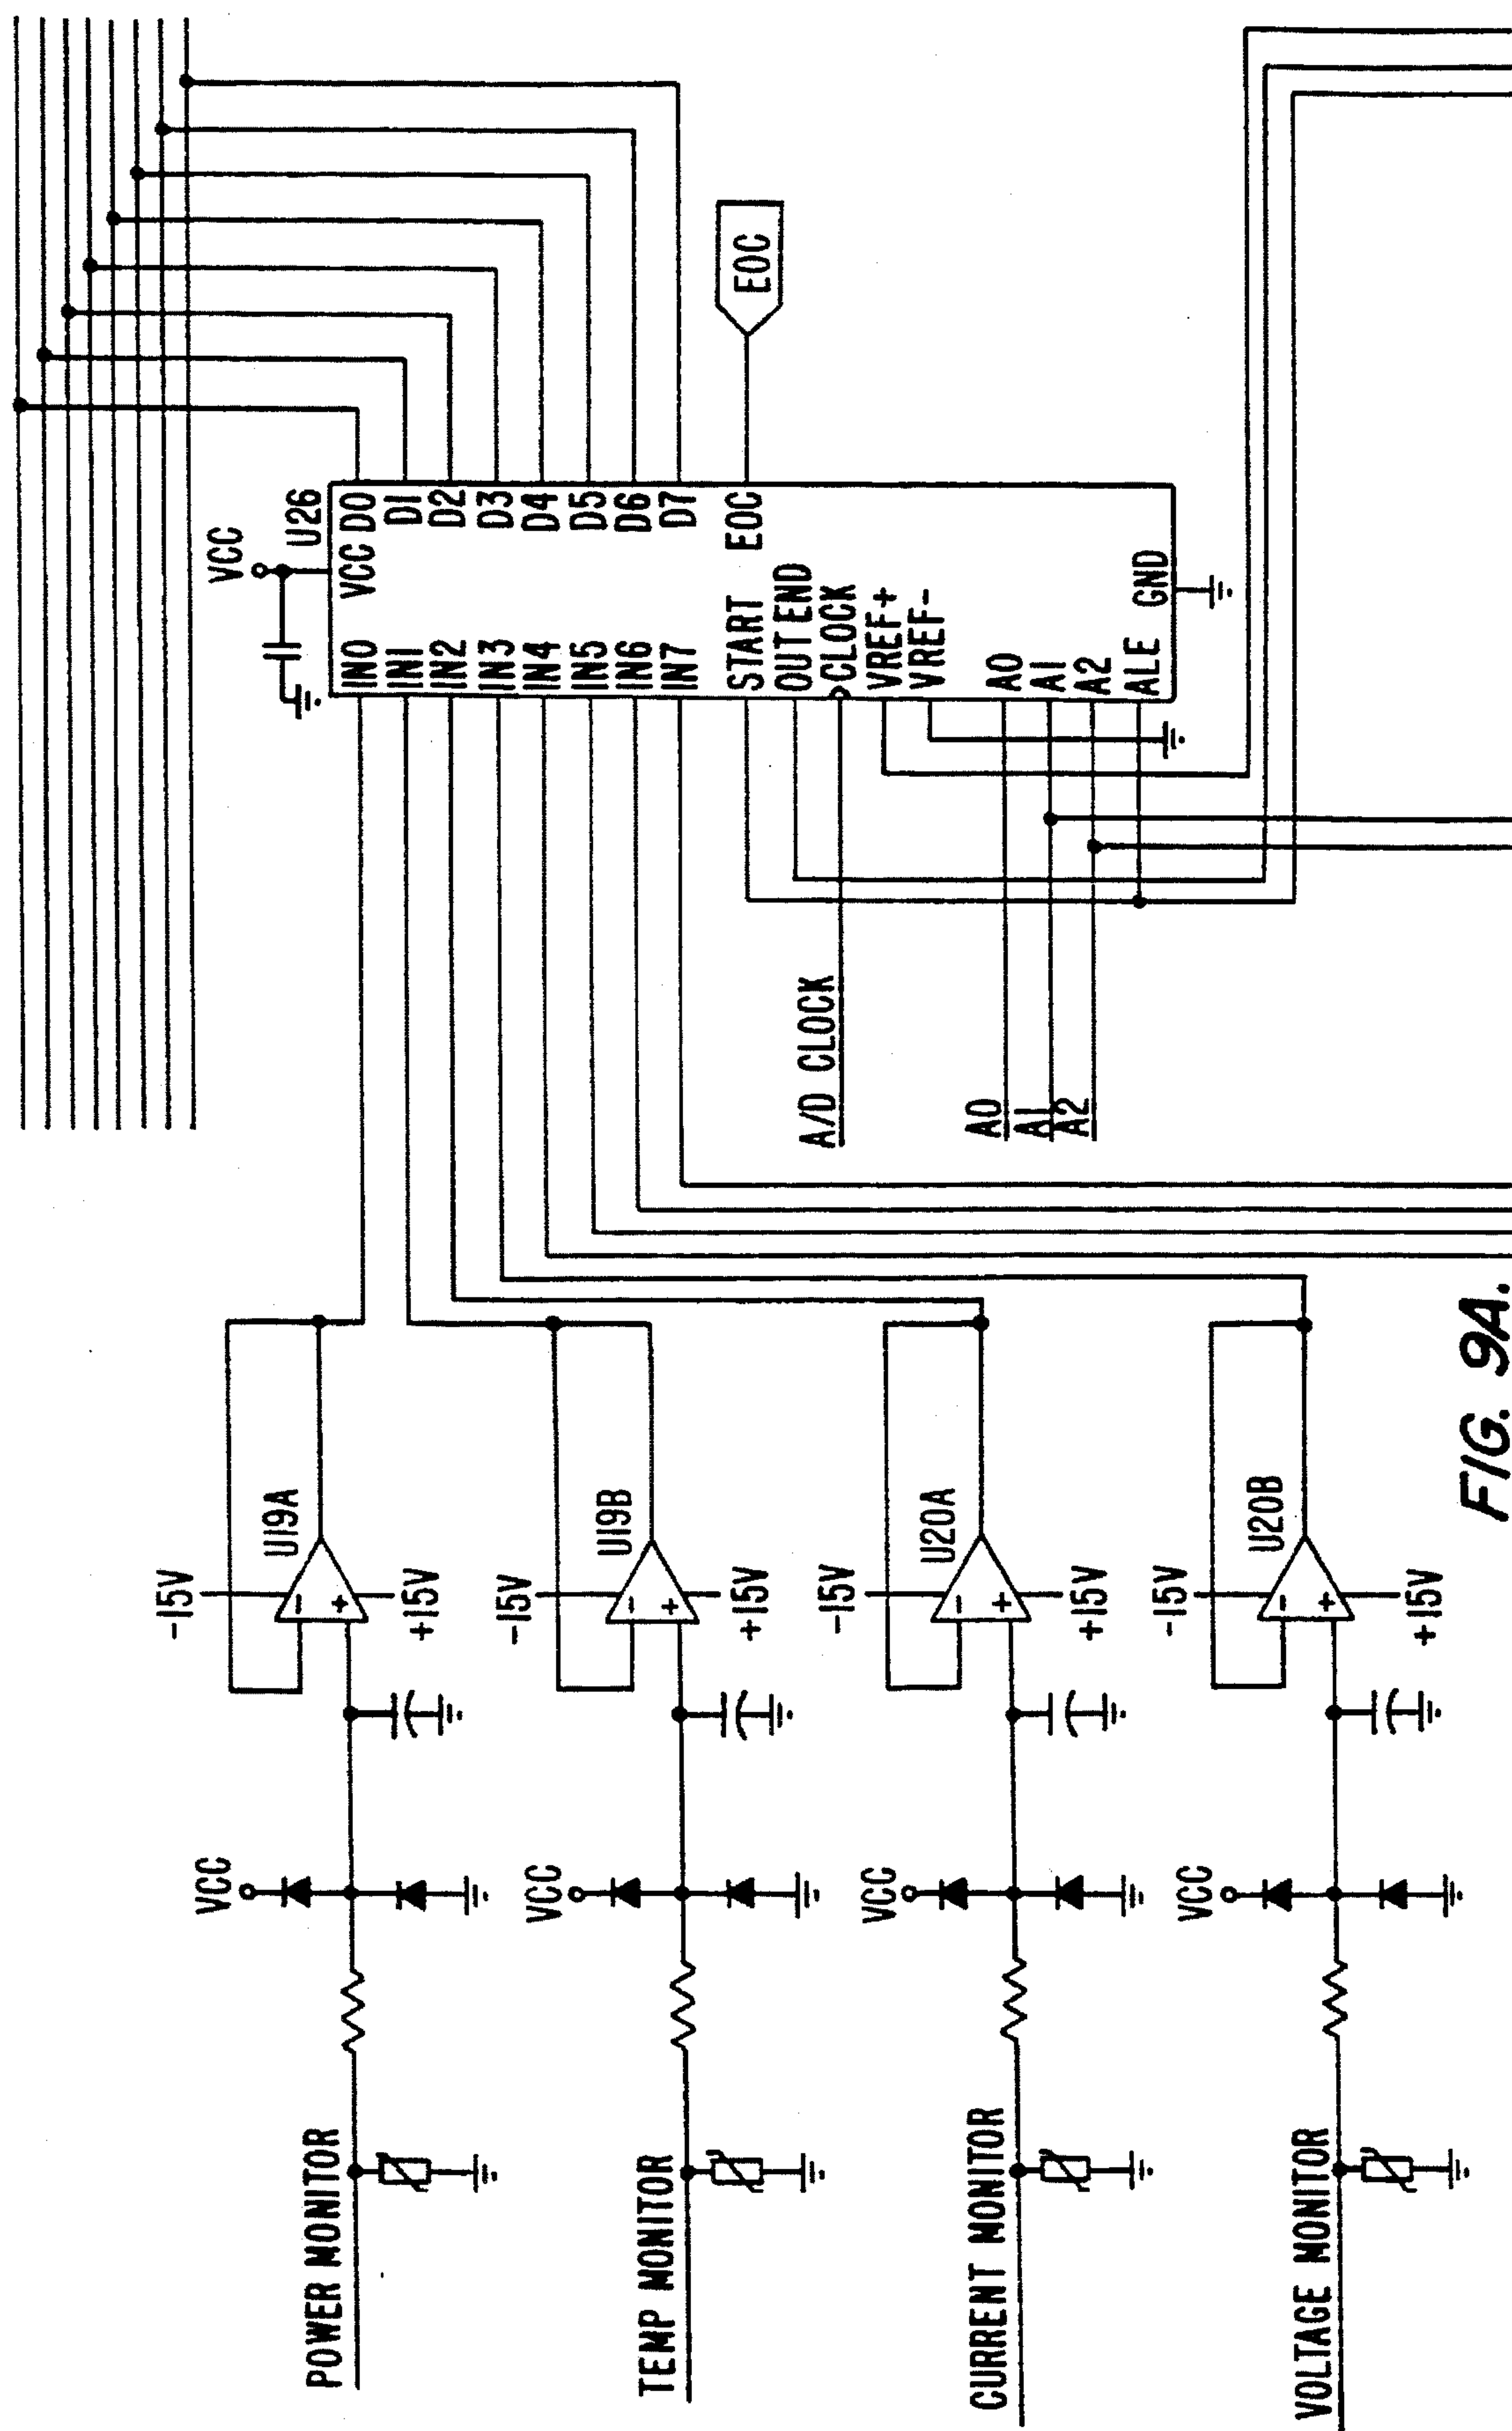 POWER MONITOR
VCC
-15V
U19A
+15V
TEMP MONITOR
VCC
-15V
U19B
+15V
CURRENT MONITOR
VCC
-15V
U20A
+15V
VOLTAGE MONITOR
VCC
-15V
U20B
+15V
A/D CLOCK
A0
A1
A2
VCC
U26
IN0 VCC D0
IN1 D1
IN2 D2
IN3 D3
IN4 D4
IN5 D5
IN6 D6
IN7 D7
START EOC
OUT END
CLOCK
VREF+
VREF-
A0
A1
A2
ALE GND
EOC
FIG. 9A.